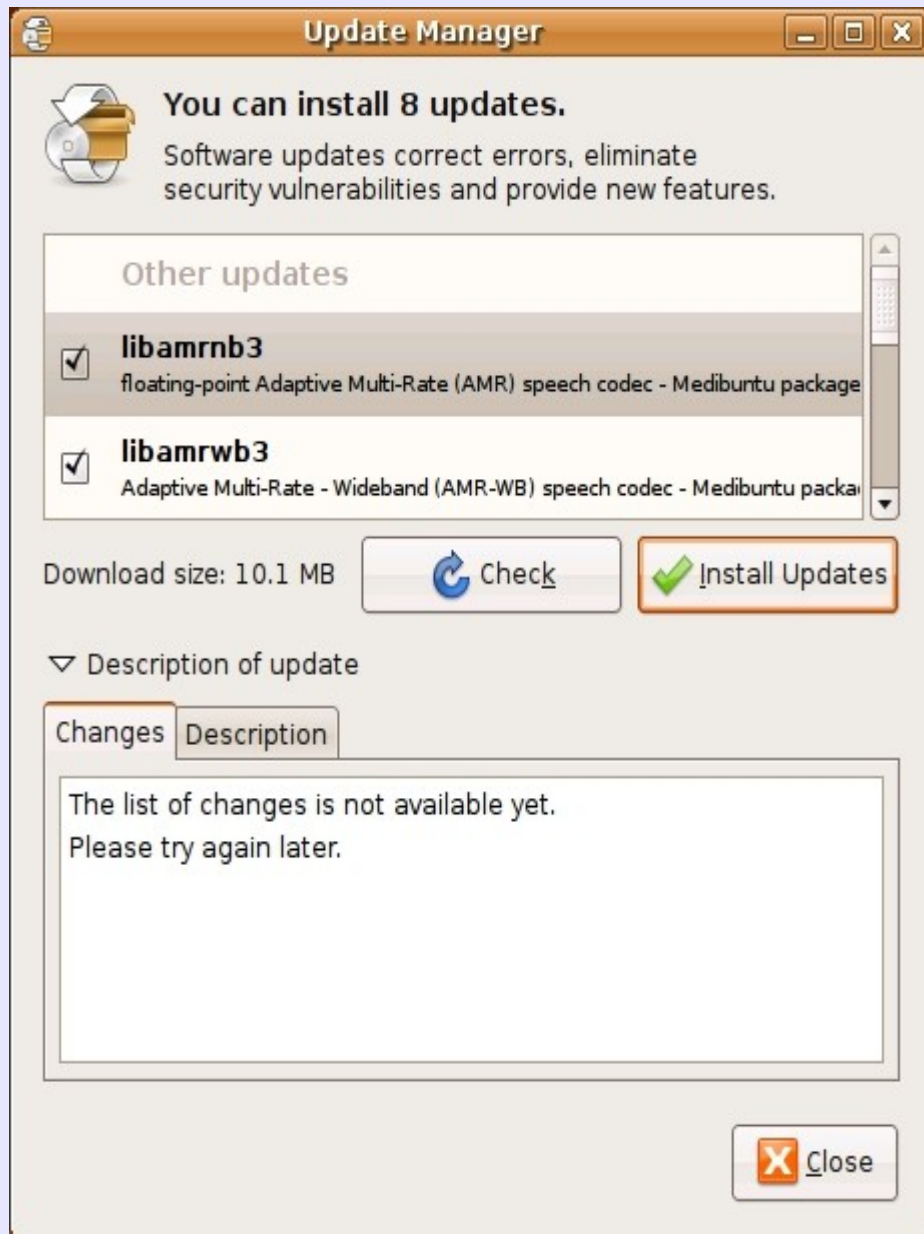 Update Manager
You can install 8 updates.
Software updates correct errors, eliminate
security vulnerabilities and provide new features.
Other updates
libamrnb3
floating-point Adaptive Multi-Rate (AMR) speech codec - Medibuntu package
libamrwb3
Adaptive Multi-Rate - Wideband (AMR-WB) speech codec - Medibuntu packa
Download size: 10.1 MB
Check
Install Updates
Description of update
Changes
Description
The list of changes is not available yet.
Please try again later.
Close